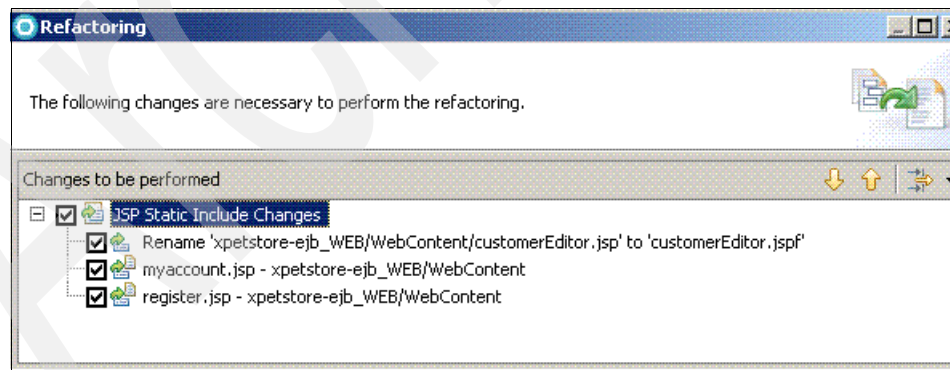 Refactoring
The following changes are necessary to perform the refactoring.
Changes to be performed
JSP Static Include Changes
Rename 'xpetstore-ejb_WEB/WebContent/customerEditor.jsp' to 'customerEditor.jspf'
myaccount.jsp - xpetstore-ejb_WEB/WebContent
register.jsp - xpetstore-ejb_WEB/WebContent